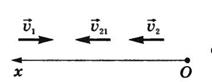 v⃗₁ v⃗₂₁ v⃗₂
x O